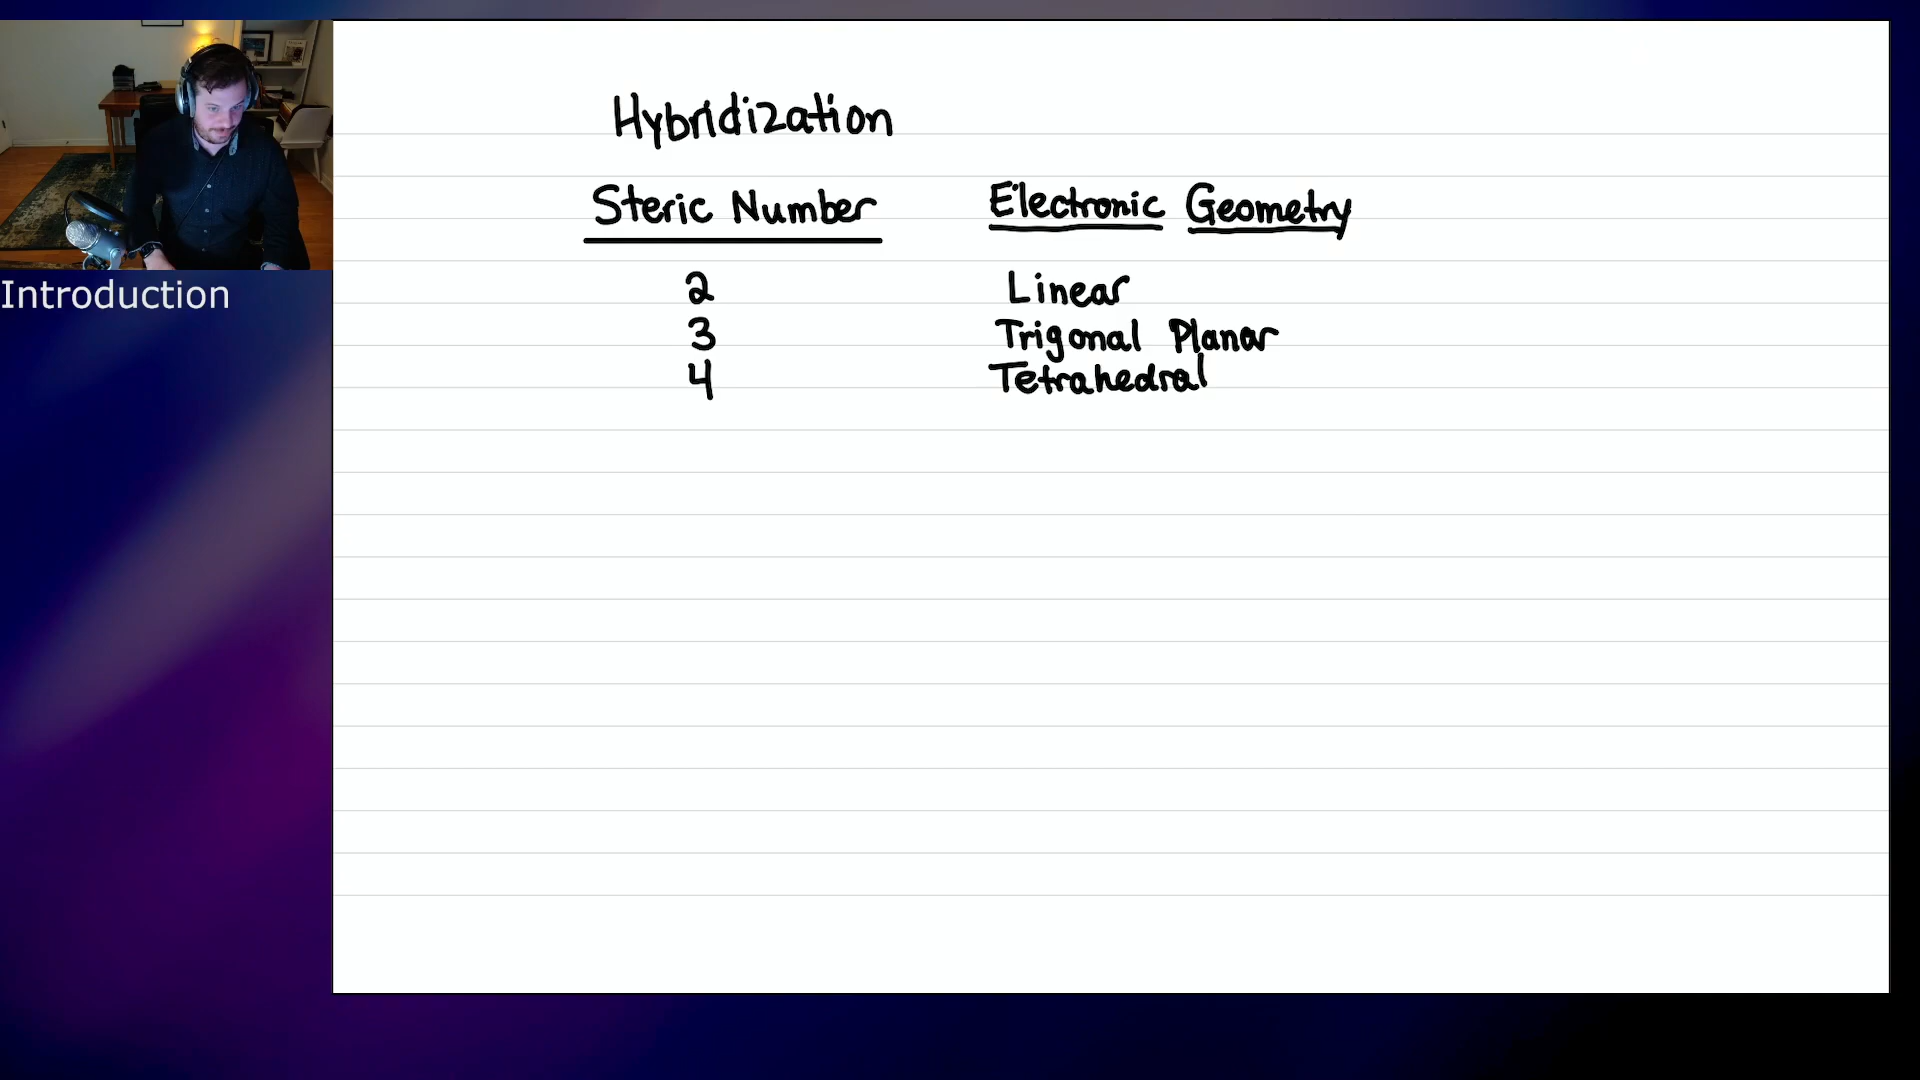 Hybridization
Steric Number Electronic Geometry
2 Linear
3 Trigonal Planar
4 Tetrahedral
Introduction